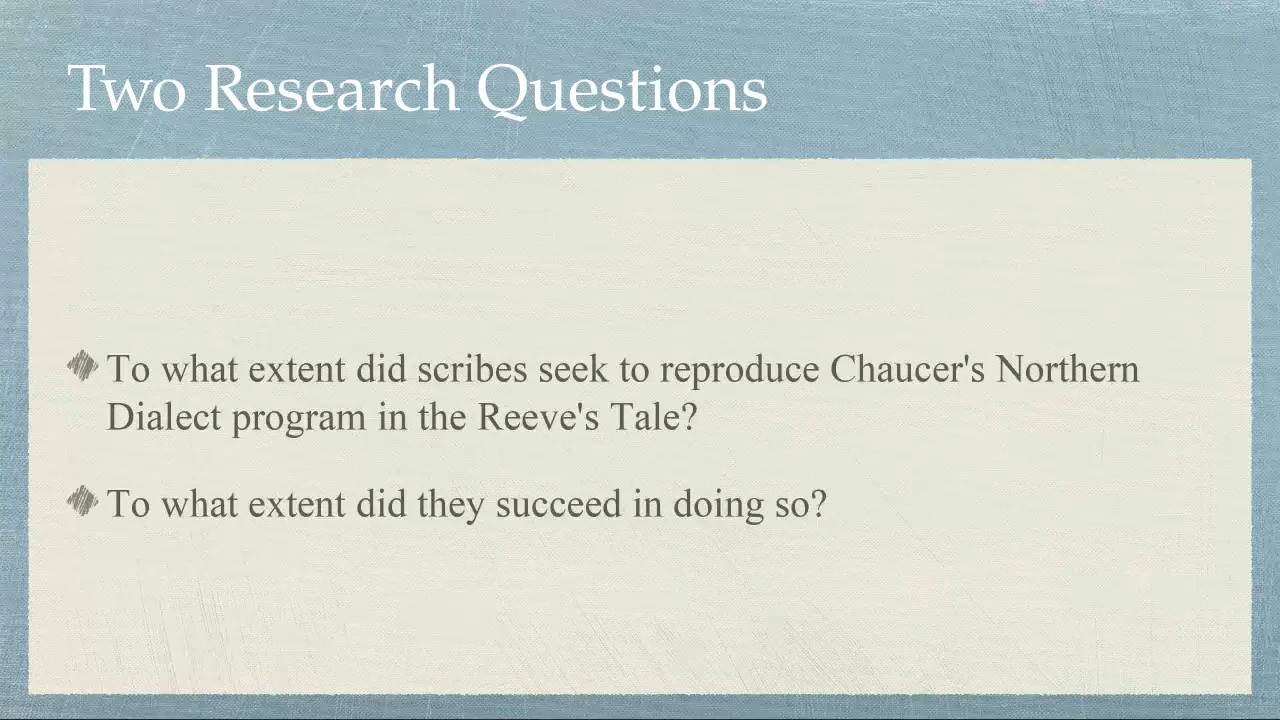 Two Research Questions
To what extent did scribes seek to reproduce Chaucer's Northern
Dialect program in the Reeve's Tale?
To what extent did they succeed in doing so?